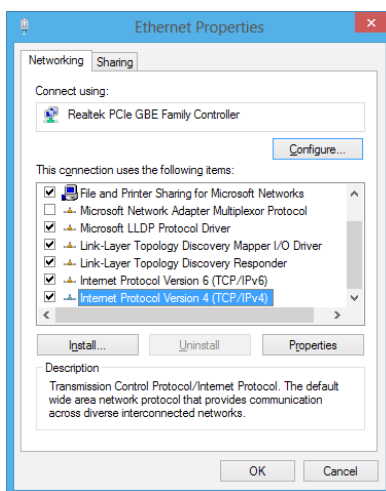 Ethernet Properties
Networking Sharing
Connect using:
Realtek PCIe GBE Family Controller
Configure...
This connection uses the following items:
File and Printer Sharing for Microsoft Networks
Microsoft Network Adapter Multiplexor Protocol
Microsoft LLDP Protocol Driver
Link-Layer Topology Discovery Mapper I/O Driver
Link-Layer Topology Discovery Responder
Internet Protocol Version 6 (TCP/IPv6)
Internet Protocol Version 4 (TCP/IPv4)
Install... Uninstall Properties
Description
Transmission Control Protocol/Internet Protocol. The default
wide area network protocol that provides communication
across diverse interconnected networks.
OK Cancel